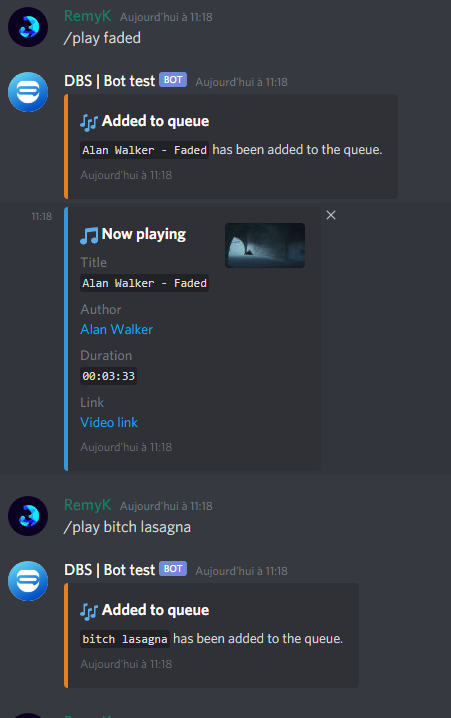 RemyK Aujourd'hui à 11:18
/play faded
DBS | Bot test BOT Aujourd'hui à 11:18
Added to queue
Alan Walker - Faded has been added to the queue.
Aujourd'hui à 11:18
11:18
Now playing
Title
Alan Walker - Faded
Author
Alan Walker
Duration
00:03:33
Link
Video link
Aujourd'hui à 11:18
RemyK Aujourd'hui à 11:18
/play bitch lasagna
DBS | Bot test BOT Aujourd'hui à 11:18
Added to queue
bitch lasagna has been added to the queue.
Aujourd'hui à 11:18